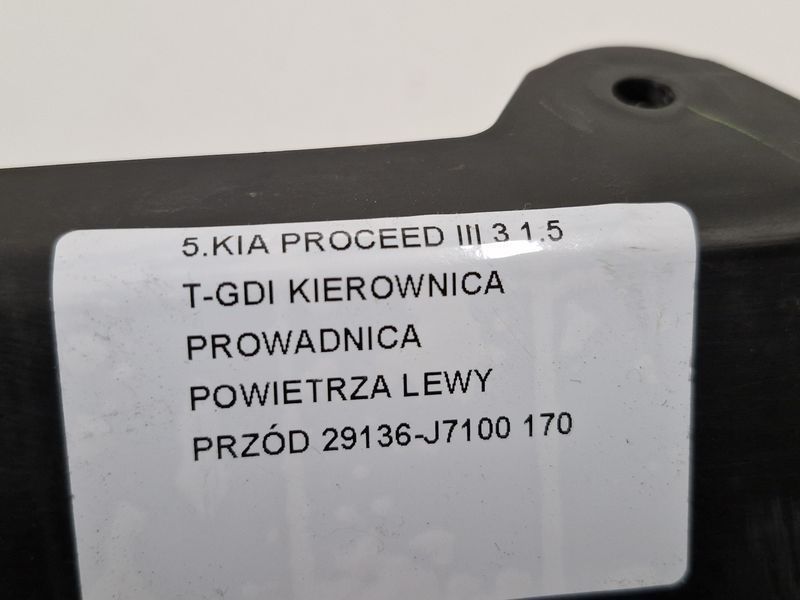 5.KIA PROCEED III 3 1.5
T-GDI KIEROWNICA
PROWADNICA
POWIETRZA LEWY
PRZÓD 29136-J7100 170